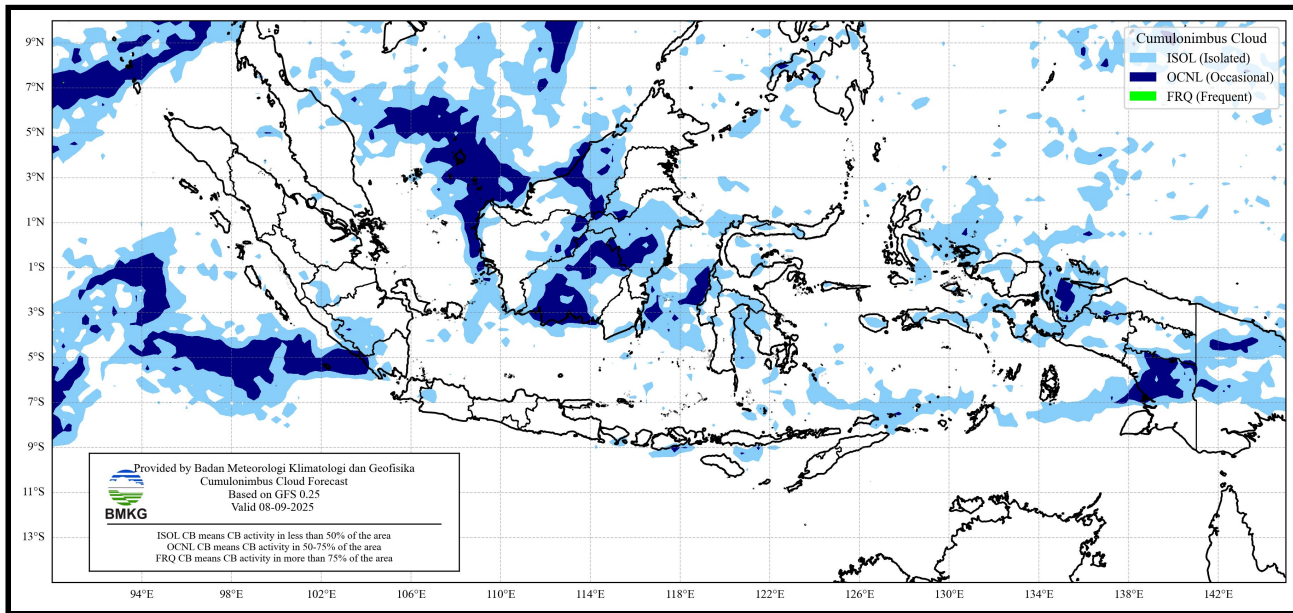 Cumulonimbus Cloud
ISOL (Isolated)
OCNL (Occasional)
FRQ (Frequent)
9°N
7°N
5°N
3°N
1°N
1°S
3°S
5°S
7°S
9°S
11°S
13°S
Provided by Badan Meteorologi Klimatologi dan Geofisika
Cumulonimbus Cloud Forecast
Based on GFS 0.25
Valid 08-09-2025
BMKG
ISOL CB means CB activity in less than 50% of the area
OCNL CB means CB activity in 50-75% of the area
FRQ CB means CB activity in more than 75% of the area
94°E 98°E 102°E 106°E 110°E 114°E 118°E 122°E 126°E 130°E 134°E 138°E 142°E